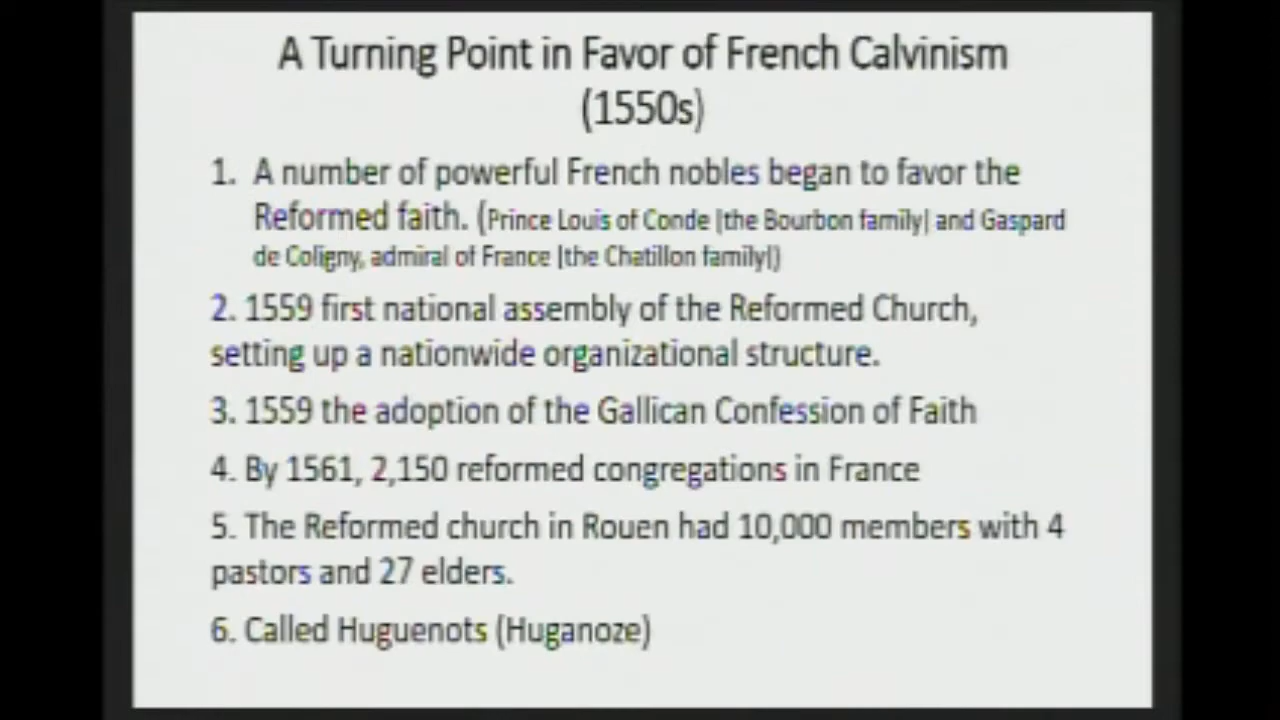 A Turning Point in Favor of French Calvinism
(1550s)
1. A number of powerful French nobles began to favor the
Reformed faith. (Prince Louis of Conde |the Bourbon family| and Gaspard
de Coligny, admiral of France |the Chatillon family|)
2. 1559 first national assembly of the Reformed Church,
setting up a nationwide organizational structure.
3. 1559 the adoption of the Gallican Confession of Faith
4. By 1561, 2,150 reformed congregations in France
5. The Reformed church in Rouen had 10,000 members with 4
pastors and 27 elders.
6. Called Huguenots (Huganoze)